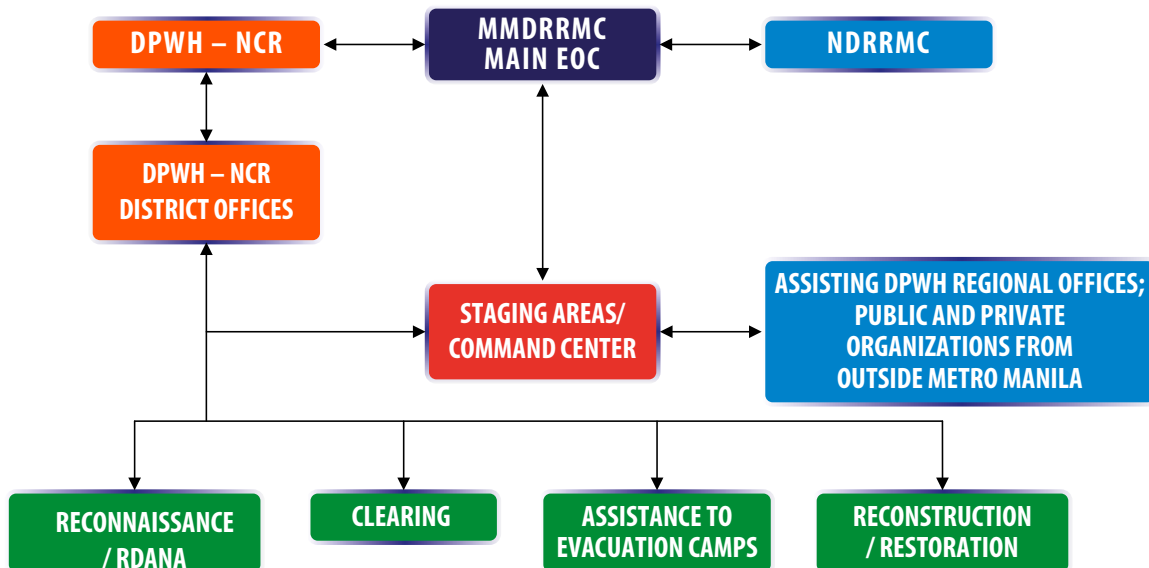 DPWH – NCR
MMDRRMC
MAIN EOC
NDRRMC
DPWH – NCR
DISTRICT OFFICES
STAGING AREAS/
COMMAND CENTER
ASSISTING DPWH REGIONAL OFFICES;
PUBLIC AND PRIVATE
ORGANIZATIONS FROM
OUTSIDE METRO MANILA
RECONNAISSANCE
/ RDANA
CLEARING
ASSISTANCE TO
EVACUATION CAMPS
RECONSTRUCTION
/ RESTORATION